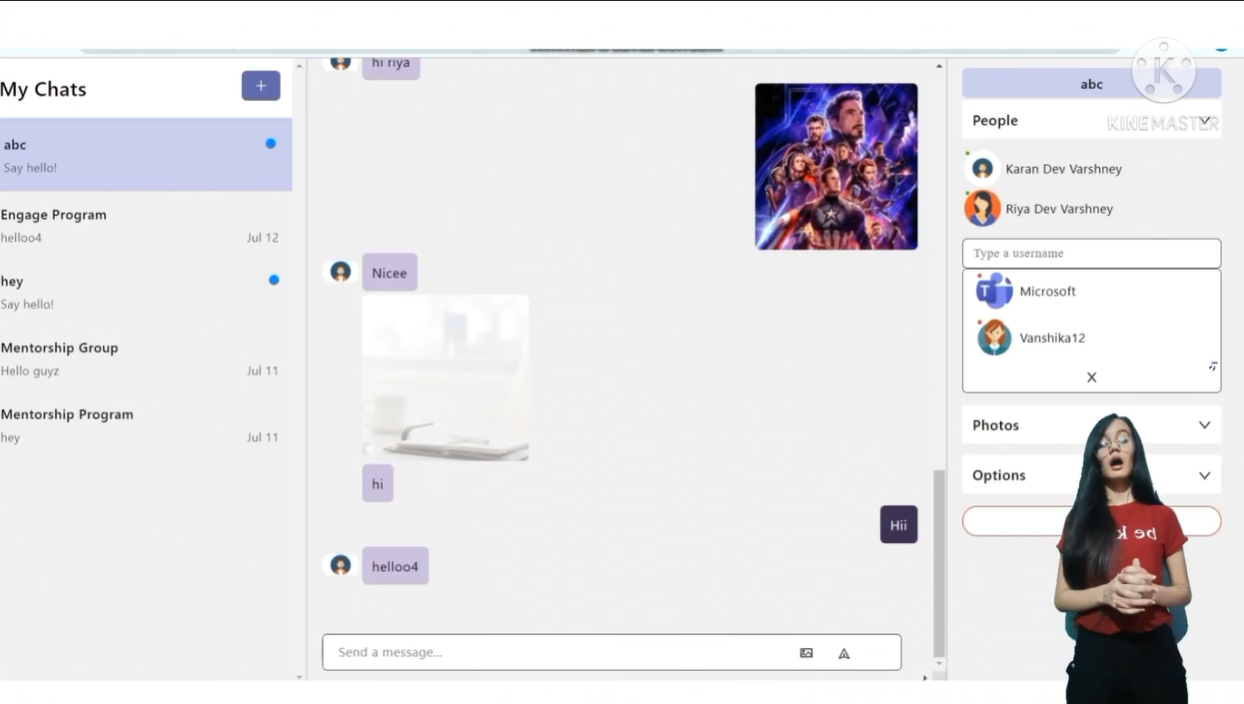 My Chats
+
abc
Say hello!
Engage Program
helloo4
Jul 12
hey
Say hello!
Mentorship Group
Hello guyz
Jul 11
Mentorship Program
hey
Jul 11
hi riya
Nicee
hi
Hii
helloo4
Send a message...
abc
KINEMASTER
People
Karan Dev Varshney
Riya Dev Varshney
Type a username
T
Microsoft
Vanshika12
X
Photos
Options
K
be k